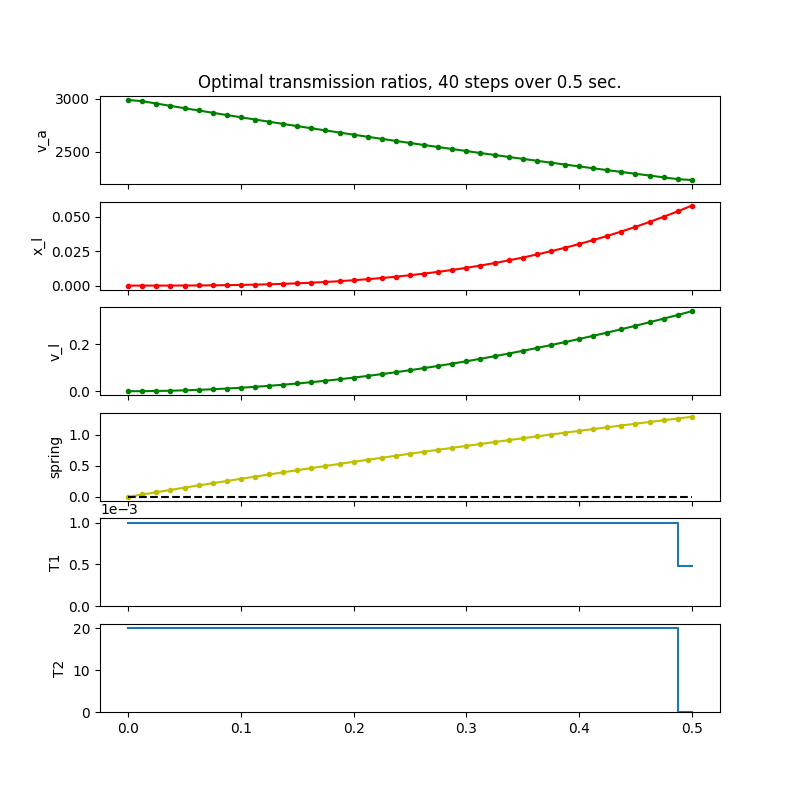 Optimal transmission ratios, 40 steps over 0.5 sec.
3000
2500
v_a
0.050
0.025
0.000
x_l
0.2
0.0
v_l
1.0
0.5
0.0
spring
1e−3
1.0
0.5
0.0
T1
20
10
0
T2
0.0 0.1 0.2 0.3 0.4 0.5